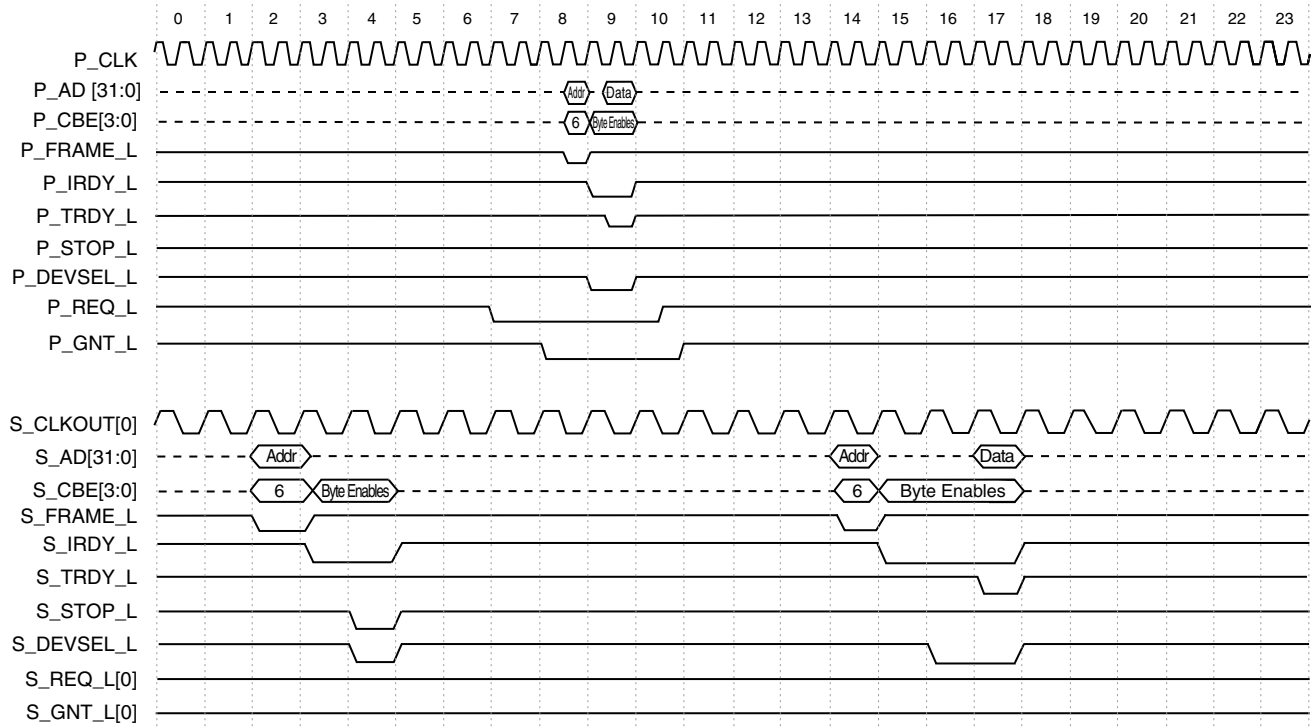 0 1 2 3 4 5 6 7 8 9 10 11 12 13 14 15 16 17 18 19 20 21 22 23
P_CLK
P_AD [31:0] Addr Data
P_CBE[3:0] 6 Byte Enables
P_FRAME_L
P_IRDY_L
P_TRDY_L
P_STOP_L
P_DEVSEL_L
P_REQ_L
P_GNT_L
S_CLKOUT[0]
S_AD[31:0] Addr Addr Data
S_CBE[3:0] 6 Byte Enables 6 Byte Enables
S_FRAME_L
S_IRDY_L
S_TRDY_L
S_STOP_L
S_DEVSEL_L
S_REQ_L[0]
S_GNT_L[0]